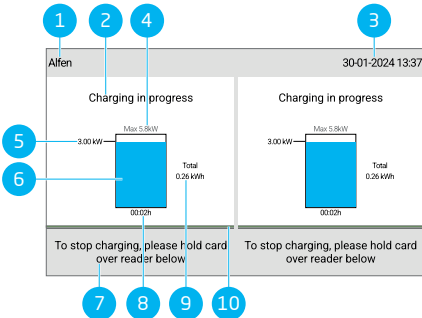 1
2
4
3
Alfen
30-01-2024 13:37
Charging in progress
Charging in progress
Max 5.8kW
Max 5.8kW
5
3.00 kW
3.00 kW
6
Total
0.26 kWh
Total
0.26 kWh
00:02h
00:02h
To stop charging, please hold card
over reader below
To stop charging, please hold card
over reader below
7
8
9
10